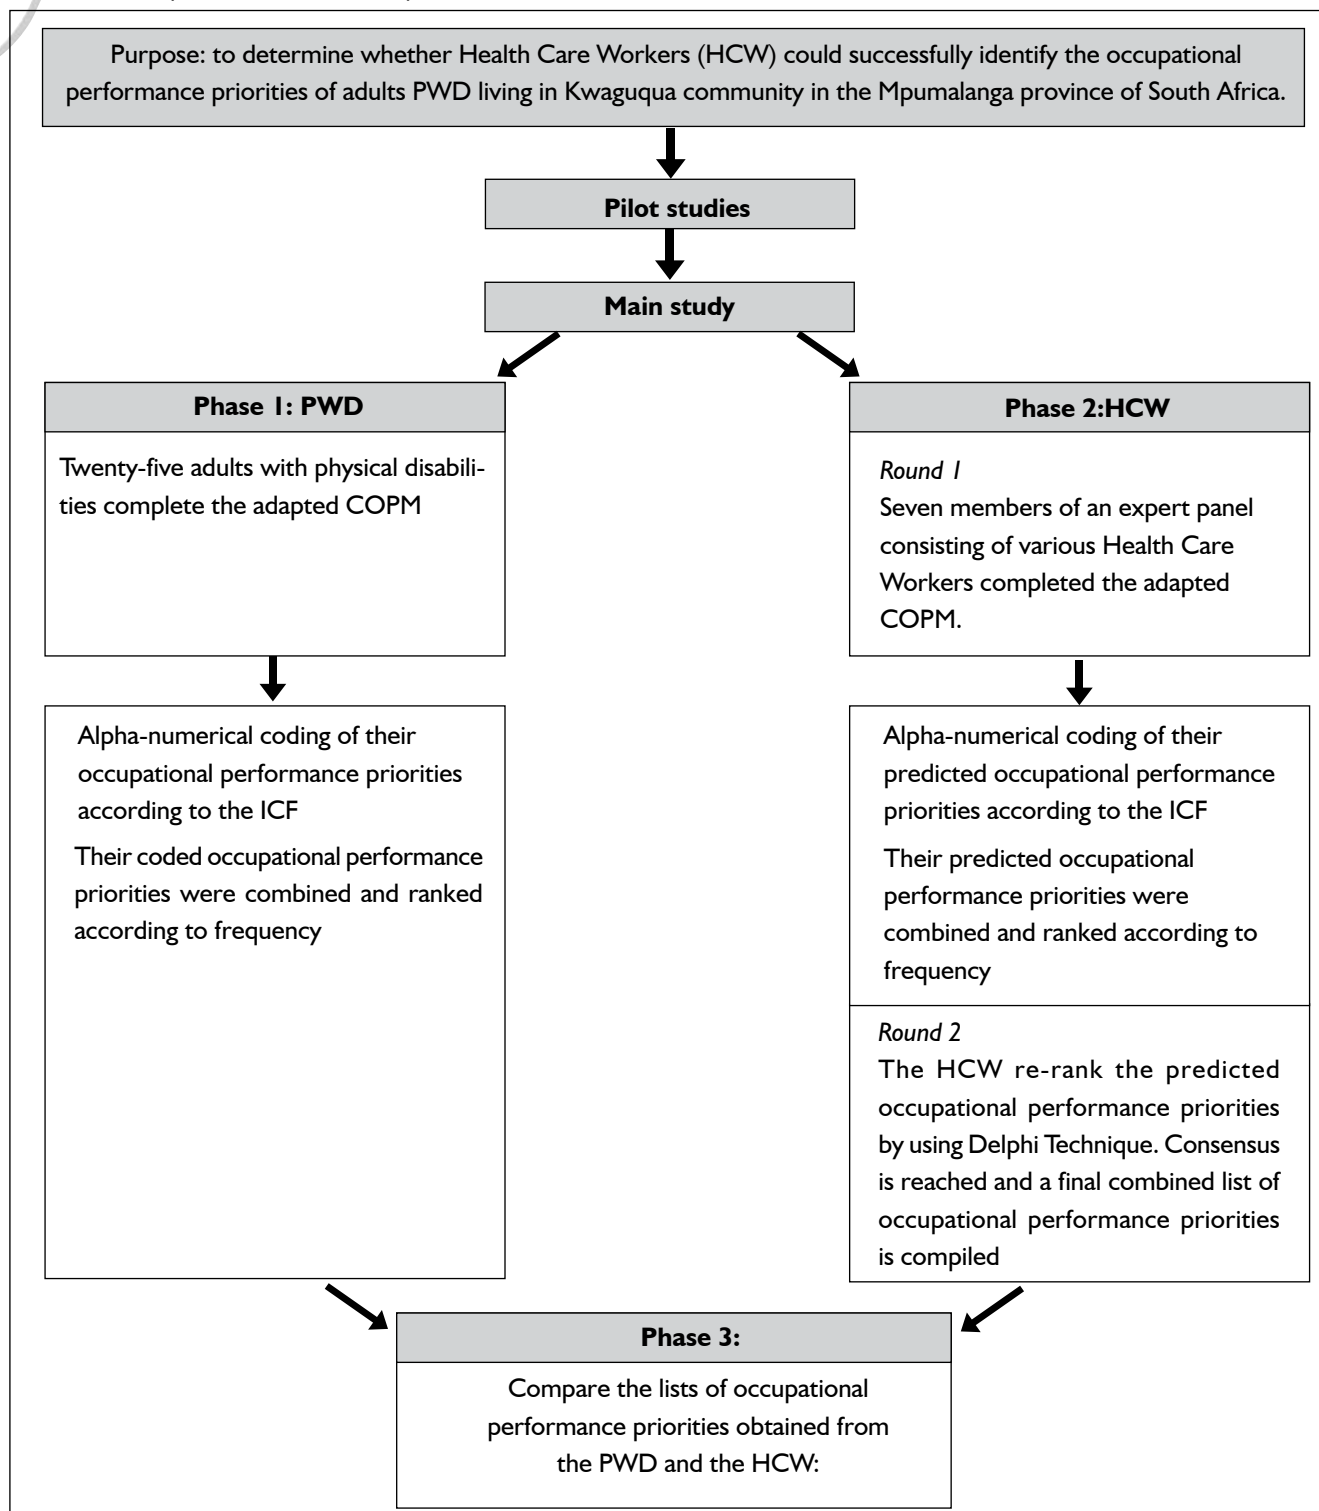 Purpose: to determine whether Health Care Workers (HCW) could successfully identify the occupational
performance priorities of adults PWD living in Kwaguqua community in the Mpumalanga province of South Africa.
Pilot studies
Main study
Phase 1: PWD
Twenty-five adults with physical disabili-
ties complete the adapted COPM
Alpha-numerical coding of their
occupational performance priorities
according to the ICF
Their coded occupational performance
priorities were combined and ranked
according to frequency
Phase 2:HCW
Round 1
Seven members of an expert panel
consisting of various Health Care
Workers completed the adapted
COPM.
Alpha-numerical coding of their
predicted occupational performance
priorities according to the ICF
Their predicted occupational
performance priorities were
combined and ranked according to
frequency
Round 2
The HCW re-rank the predicted
occupational performance priorities
by using Delphi Technique. Consensus
is reached and a final combined list of
occupational performance priorities
is compiled
Phase 3:
Compare the lists of occupational
performance priorities obtained from
the PWD and the HCW: